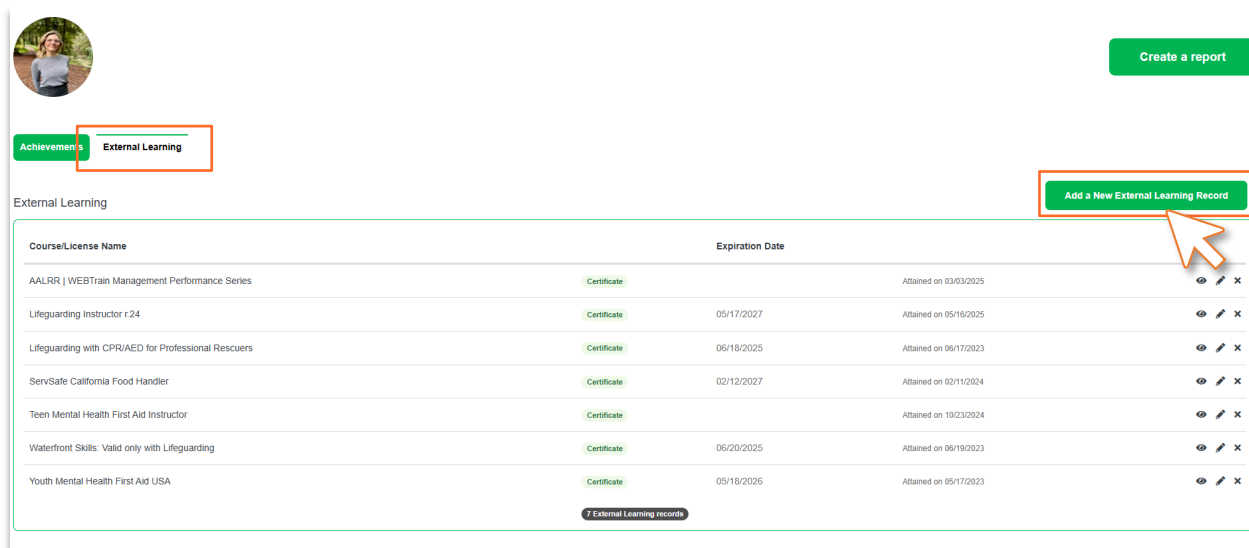 Create a report
Achievements External Learning
Add a New External Learning Record
External Learning
Course/License Name Expiration Date
AALRR | WEBTrain Management Performance Series Certificate Attained on 03/03/2025
Lifeguarding Instructor r.24 Certificate 05/17/2027 Attained on 05/16/2025
Lifeguarding with CPR/AED for Professional Rescuers Certificate 06/18/2025 Attained on 06/17/2023
ServSafe California Food Handler Certificate 02/12/2027 Attained on 02/11/2024
Teen Mental Health First Aid Instructor Certificate Attained on 10/23/2024
Waterfront Skills: Valid only with Lifeguarding Certificate 06/20/2025 Attained on 06/19/2023
Youth Mental Health First Aid USA Certificate 05/18/2026 Attained on 05/17/2023
7 External Learning records